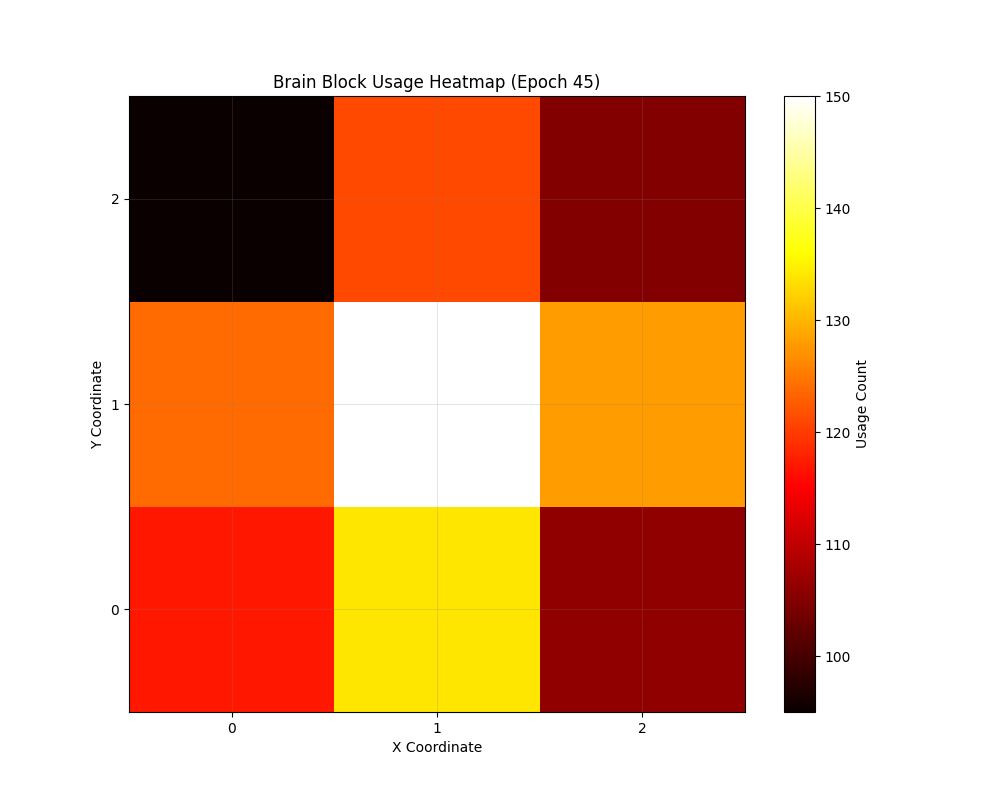 Brain Block Usage Heatmap (Epoch 45)
2
1
0
Y Coordinate
0 1 2
X Coordinate
150
140
130
120
110
100
Usage Count